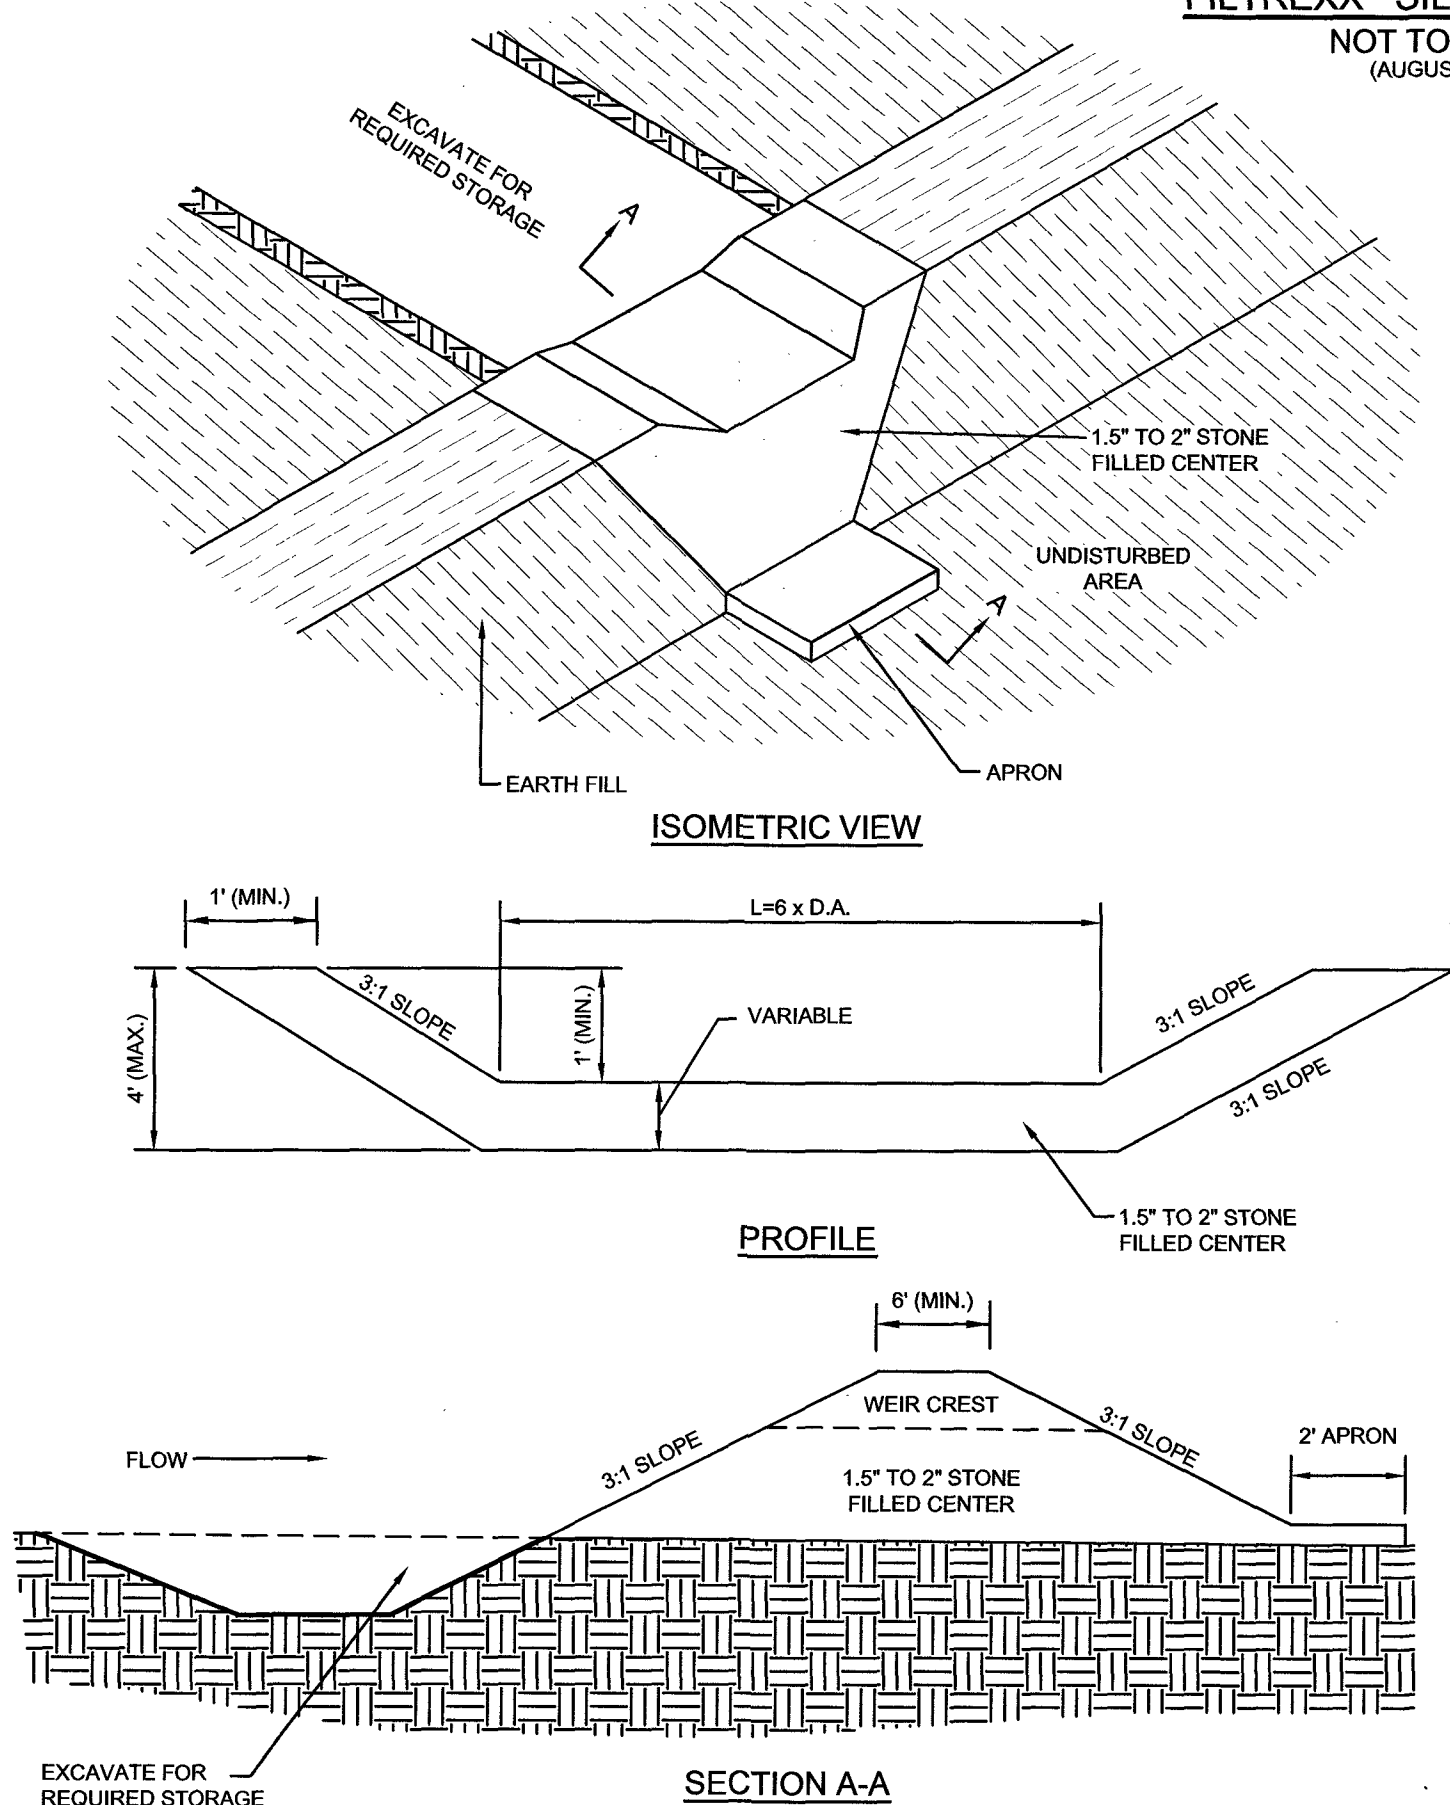 NOT TO
EXCAVATE FOR
REQUIRED STORAGE
A
1.5" TO 2" STONE
FILLED CENTER
UNDISTURBED
AREA
A
EARTH FILL
APRON
ISOMETRIC VIEW
1' (MIN.)
L=6 x D.A.
3:1 SLOPE
4' (MAX.)
1' (MIN.)
VARIABLE
3:1 SLOPE
3:1 SLOPE
1.5" TO 2" STONE
FILLED CENTER
PROFILE
6' (MIN.)
WEIR CREST
FLOW
3:1 SLOPE
3:1 SLOPE
2' APRON
1.5" TO 2" STONE
FILLED CENTER
EXCAVATE FOR
REQUIRED STORAGE
SECTION A-A